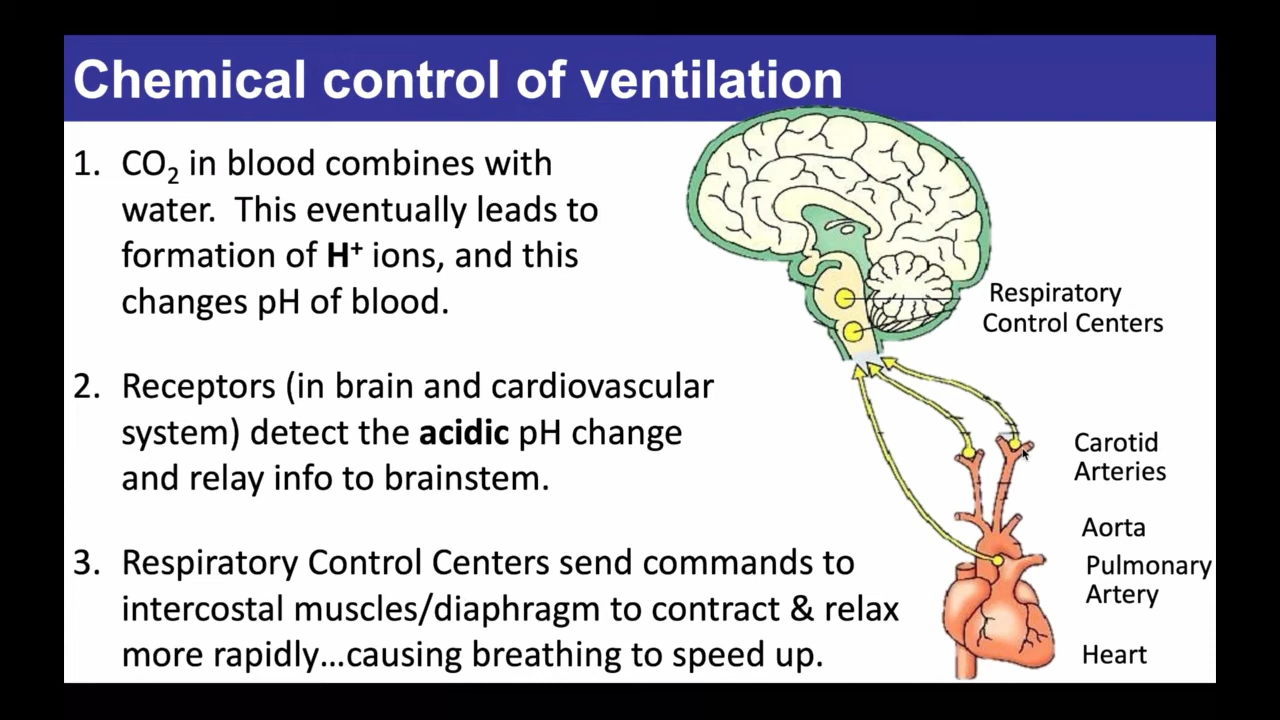 Chemical control of ventilation
1. CO₂ in blood combines with
water.  This eventually leads to
formation of H⁺ ions, and this
changes pH of blood.
2. Receptors (in brain and cardiovascular
system) detect the acidic pH change
and relay info to brainstem.
3. Respiratory Control Centers send commands to
intercostal muscles/diaphragm to contract & relax
more rapidly...causing breathing to speed up.
Respiratory
Control Centers
Carotid
Arteries
Aorta
Pulmonary
Artery
Heart